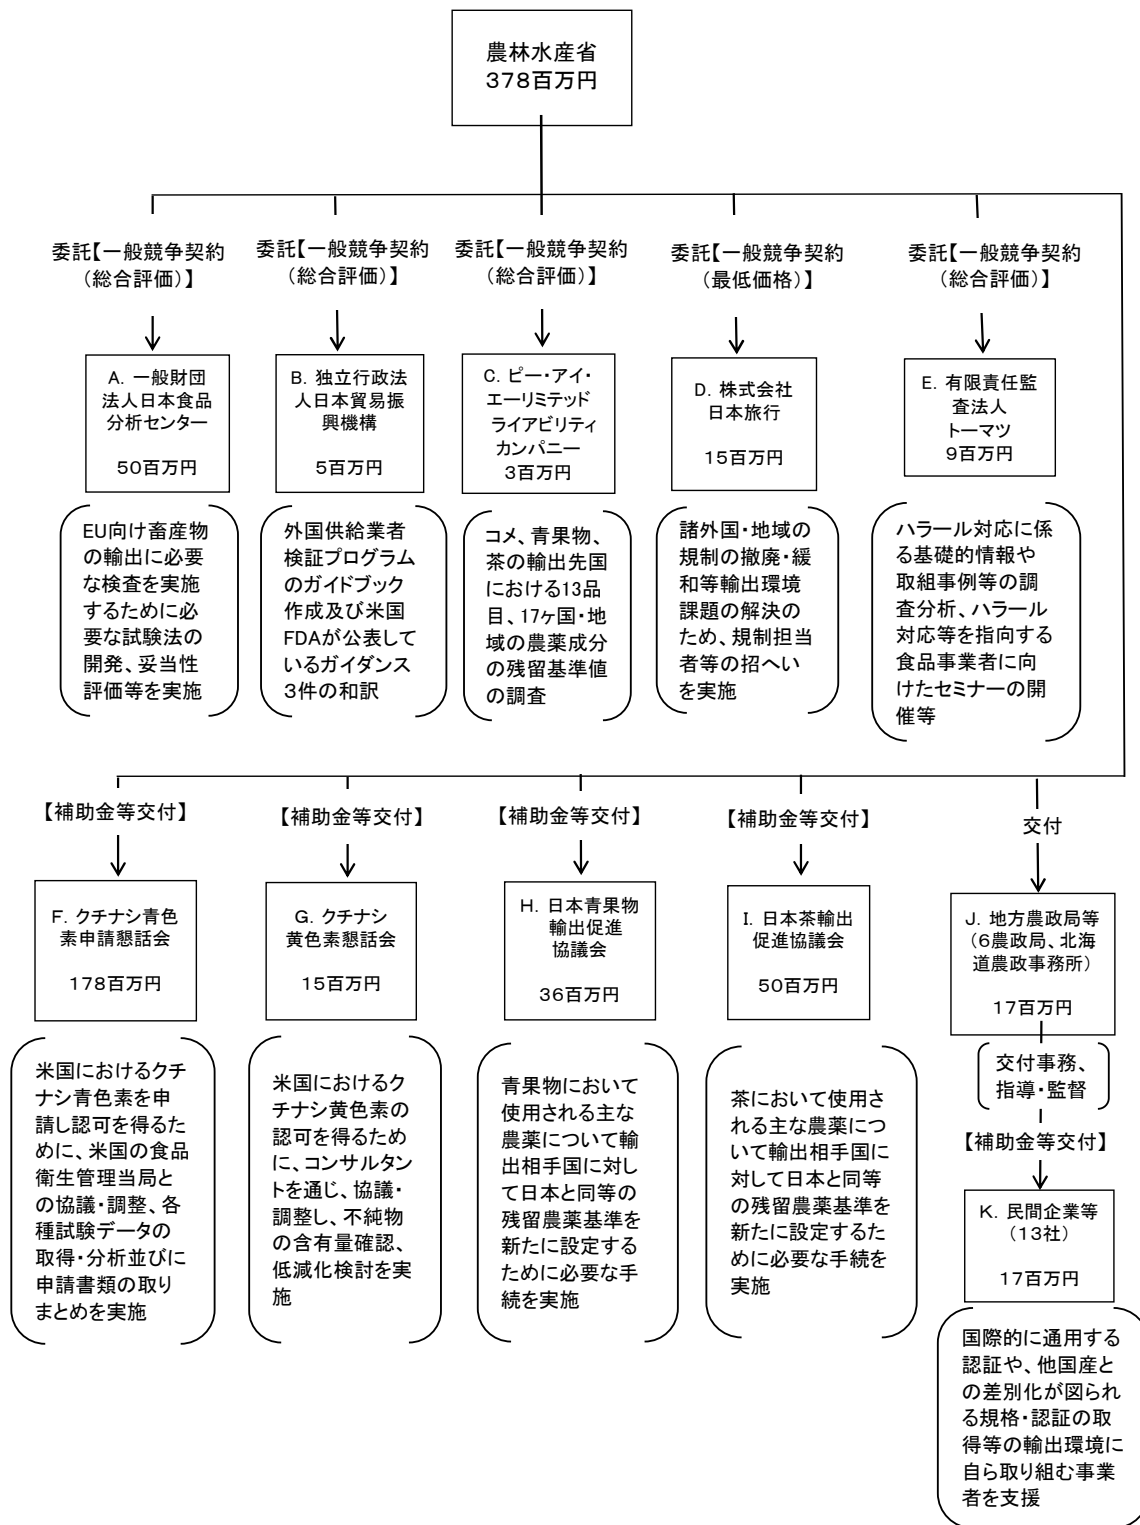 農林水産省
378百万円
委託【一般競争契約
(総合評価)】
委託【一般競争契約
(総合評価)】
委託【一般競争契約
(総合評価)】
委託【一般競争契約
(最低価格)】
委託【一般競争契約
(総合評価)】
A. 一般財団
法人日本食品
分析センター
50百万円
B. 独立行政法
人日本貿易振
興機構
5百万円
C. ピー・アイ・
エーリミテッド
ライアビリティ
カンパニー
3百万円
D. 株式会社
日本旅行
15百万円
E. 有限責任監
査法人
トーマツ
9百万円
EU向け畜産物
の輸出に必要
な検査を実施
するために必
要な試験法の
開発、妥当性
評価等を実施
外国供給業者
検証プログラム
のガイドブック
作成及び米国
FDAが公表して
いるガイダンス
3件の和訳
コメ、青果物、
茶の輸出先国
における13品
目、17ヶ国・地
域の農薬成分
の残留基準値
の調査
諸外国・地域の
規制の撤廃・緩
和等輸出環境
課題の解決の
ため、規制担当
者等の招へい
を実施
ハラール対応に係
る基礎的情報や
取組事例等の調
査分析、ハラール
対応等を指向する
食品事業者に向
けたセミナーの開
催等
【補助金等交付】
【補助金等交付】
【補助金等交付】
【補助金等交付】
交付
F. クチナシ青色
素申請懇話会
178百万円
G. クチナシ
黄色素懇話会
15百万円
H. 日本青果物
輸出促進
協議会
36百万円
I. 日本茶輸出
促進協議会
50百万円
J. 地方農政局等
(6農政局、北海
道農政事務所)
17百万円
米国におけるクチ
ナシ青色素を申
請し認可を得るた
めに、米国の食品
衛生管理当局と
の協議・調整、各
種試験データの
取得・分析並びに
申請書類の取り
まとめを実施
米国におけるク
チナシ黄色素の
認可を得るため
に、コンサルタン
トを通じ、協議・
調整し、不純物
の含有量確認、
低減化検討を実
施
青果物において
使用される主な
農薬について輸
出相手国に対し
て日本と同等の
残留農薬基準を
新たに設定する
ために必要な手
続を実施
茶において使用さ
れる主な農薬につ
いて輸出相手国に
対して日本と同等
の残留農薬基準を
新たに設定するた
めに必要な手続を
実施
交付事務、
指導・監督
【補助金等交付】
K. 民間企業等
(13社)
17百万円
国際的に通用する
認証や、他国産と
の差別化が図られ
る規格・認証の取
得等の輸出環境に
自ら取り組む事業
者を支援